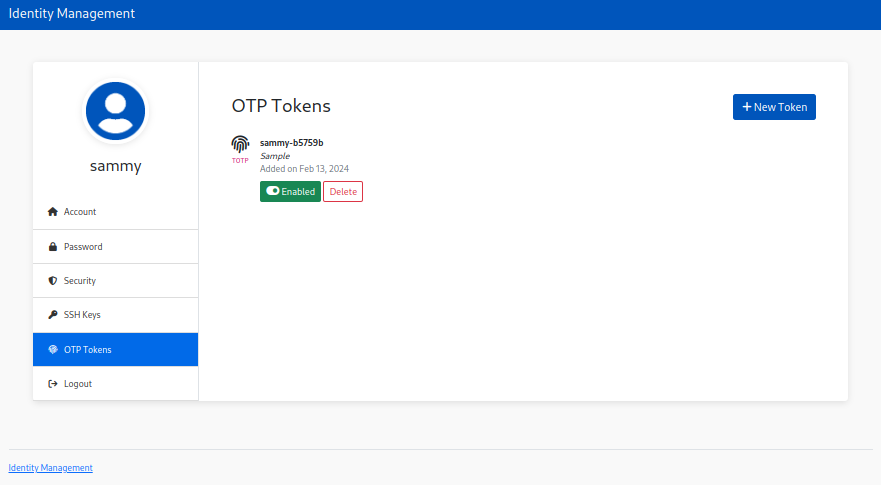 Identity Management
sammy
Account
Password
Security
SSH Keys
OTP Tokens
Logout
OTP Tokens
+ New Token
TOTP
sammy-b5759b
Sample
Added on Feb 13, 2024
Enabled
Delete
Identity Management